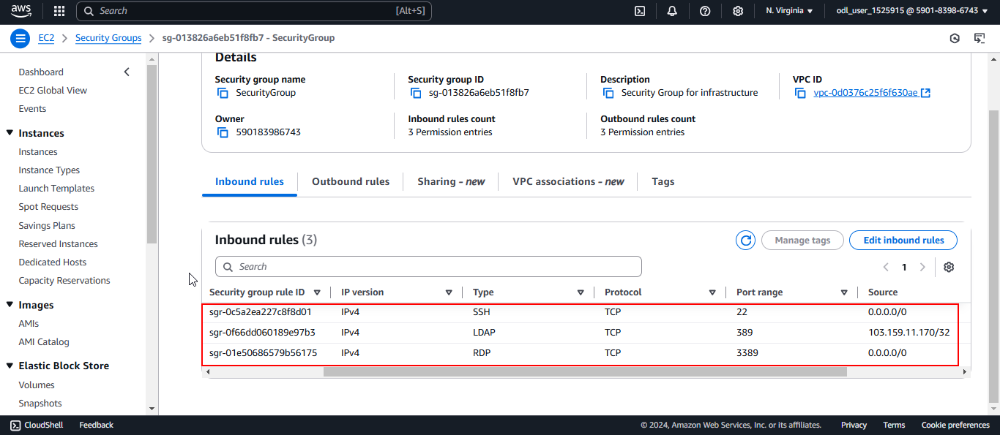 aws Search [Alt+S] N. Virginia odl_user_1525915 @ 5901-8398-6743
EC2 Security Groups sg-013826a6eb51f8fb7 - SecurityGroup
Dashboard
EC2 Global View
Events
Instances
Instances
Instance Types
Launch Templates
Spot Requests
Savings Plans
Reserved Instances
Dedicated Hosts
Capacity Reservations
Images
AMIs
AMI Catalog
Elastic Block Store
Volumes
Snapshots
Details
Security group name
SecurityGroup
Security group ID
sg-013826a6eb51f8fb7
Description
Security Group for infrastructure
VPC ID
vpc-0d0376c25f6f630ae
Owner
590183986743
Inbound rules count
3 Permission entries
Outbound rules count
3 Permission entries
Inbound rules Outbound rules Sharing - new VPC associations - new Tags
Inbound rules (3) Manage tags Edit inbound rules
Search 1
Security group rule ID IP version Type Protocol Port range Source
sgr-0c5a2ea227c8f8d01 IPv4 SSH TCP 22 0.0.0.0/0
sgr-0f66dd060189e97b3 IPv4 LDAP TCP 389 103.159.11.170/32
sgr-01e50686579b56175 IPv4 RDP TCP 3389 0.0.0.0/0
CloudShell Feedback © 2024, Amazon Web Services, Inc. or its affiliates. Privacy Terms Cookie preferences